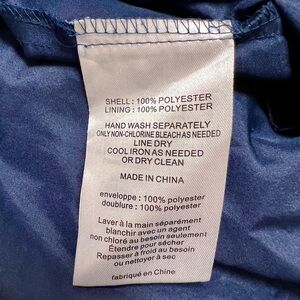 SHELL : 100% POLYESTER
LINING : 100% POLYESTER
HAND WASH SEPARATELY
ONLY NON-CHLORINE BLEACH AS NEEDED
LINE DRY
COOL IRON AS NEEDED
OR DRY CLEAN
MADE IN CHINA
enveloppe : 100% polyester
doublure : 100% polyester
Laver à la main séparément
blanchir avec un agent
non chloré au besoin seulement
Étendre pour sécher
Repasser à froid au besoin
ou nettoyer à sec
fabriqué en Chine